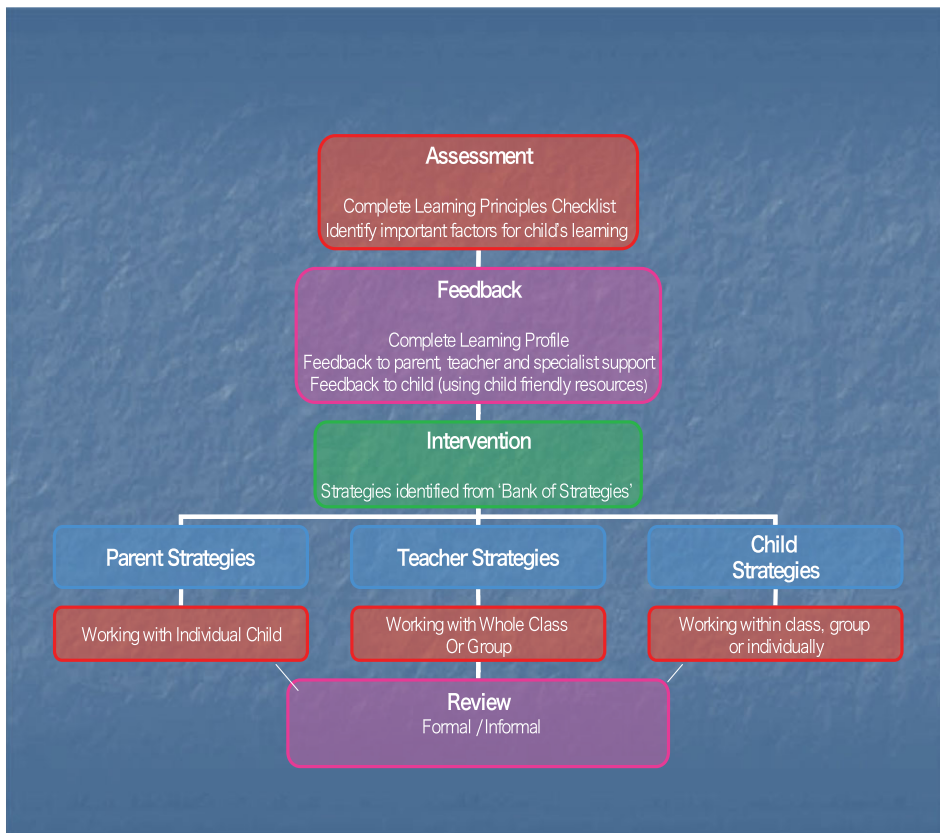 Assessment
Complete Learning Principles Checklist
Identify important factors for child's learning
Feedback
Complete Learning Profile
Feedback to parent, teacher and specialist support
Feedback to child (using child friendly resources)
Intervention
Strategies identified from ‘Bank of Strategies’
Parent Strategies
Teacher Strategies
Child
Strategies
Working with Individual Child
Working with Whole Class
Or Group
Working within class, group
or individually
Review
Formal / Informal